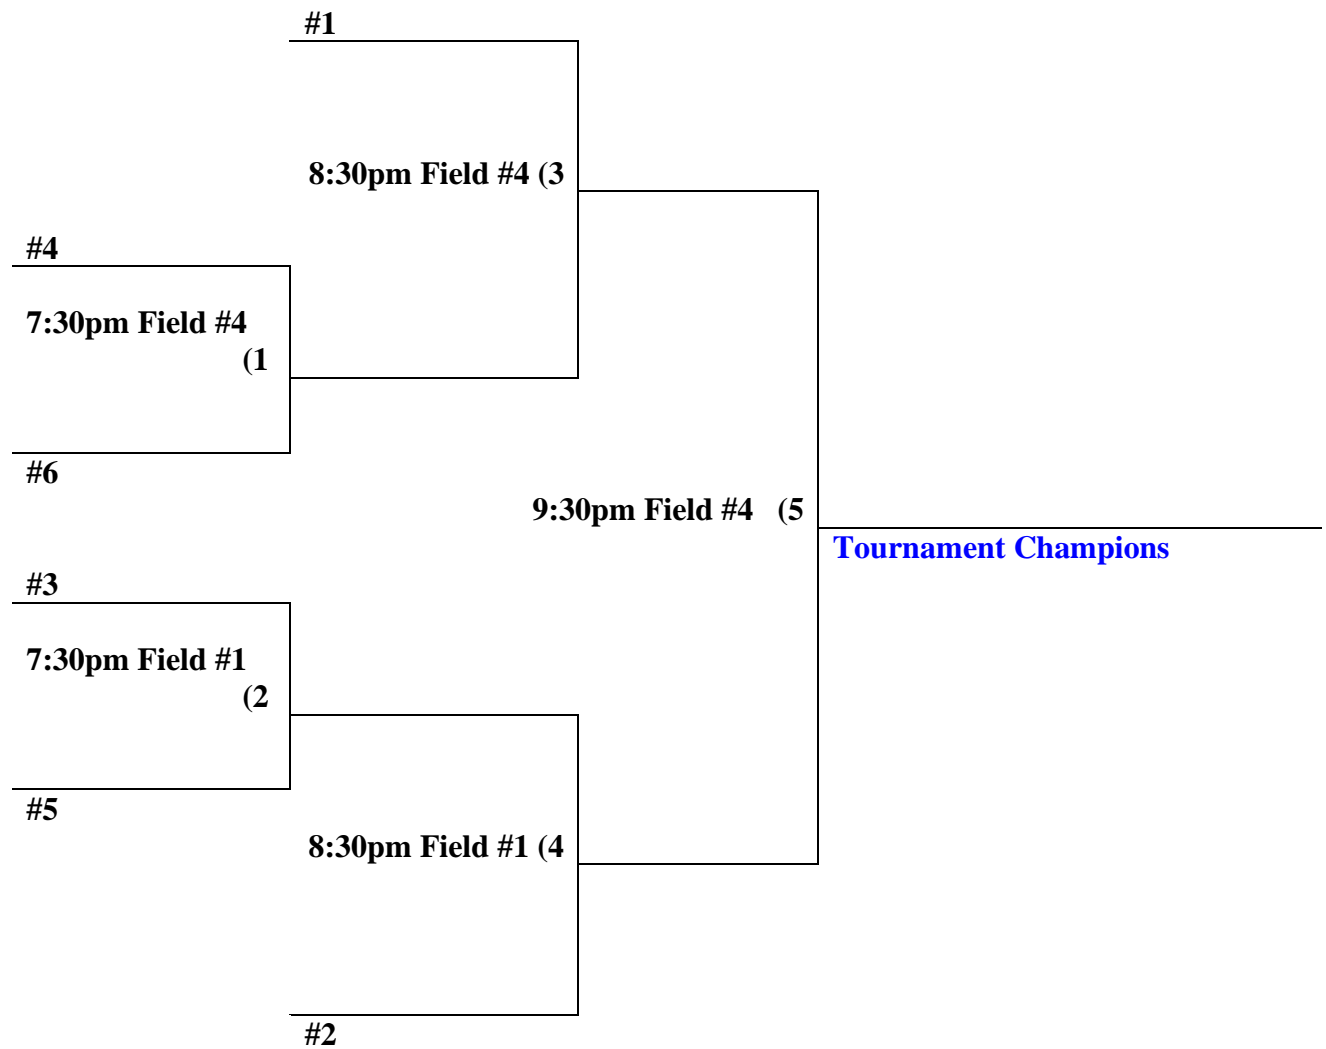 #1
8:30pm Field #4 (3
#4
7:30pm Field #4
(1
#6
9:30pm Field #4 (5
Tournament Champions
#3
7:30pm Field #1
(2
#5
8:30pm Field #1 (4
#2